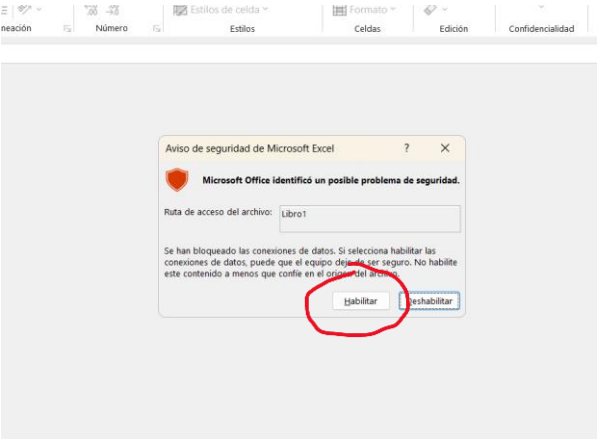 Estilos de celda
Formato
neación
Número
Estilos
Celdas
Edición
Confidencialidad
Aviso de seguridad de Microsoft Excel ? ×
Microsoft Office identificó un posible problema de seguridad.
Ruta de acceso del archivo: Libro1
Se han bloqueado las conexiones de datos. Si selecciona habilitar las
conexiones de datos, puede que el equipo deje de ser seguro. No habilite
este contenido a menos que confíe en el origen del archivo.
Habilitar
Deshabilitar